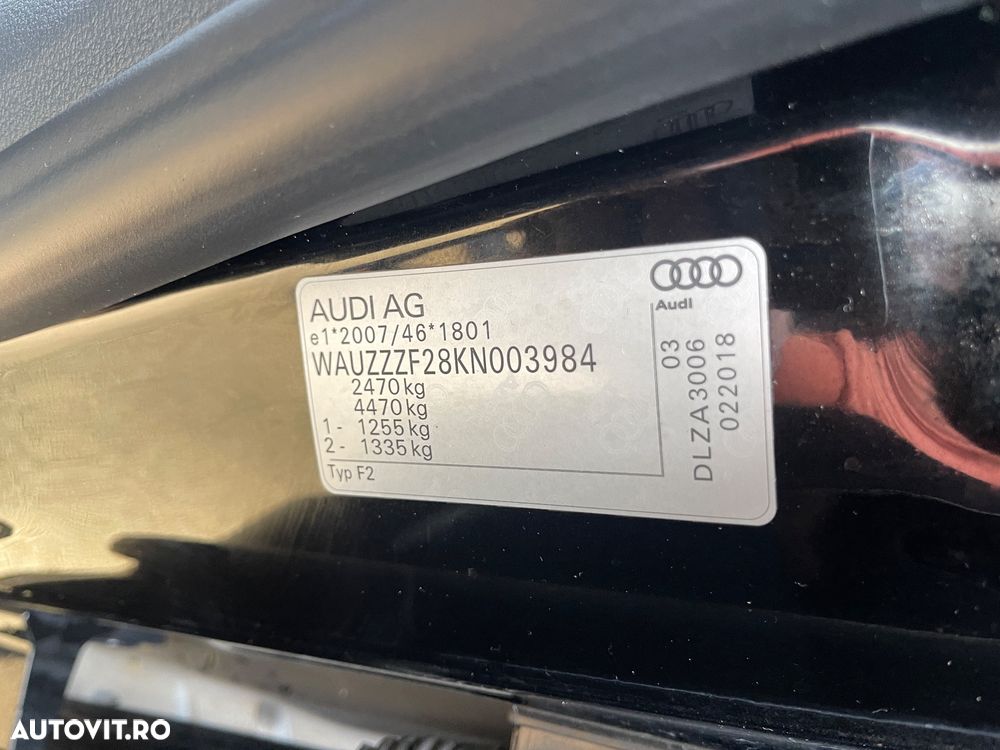 AUDI AG
e1*2007/46*1801
WAUZZZF28KN003984
2470 kg
4470 kg
1- 1255 kg
2- 1335 kg
Typ F2
Audi
03
DLZA3006
022018
AUTOVIT.RO